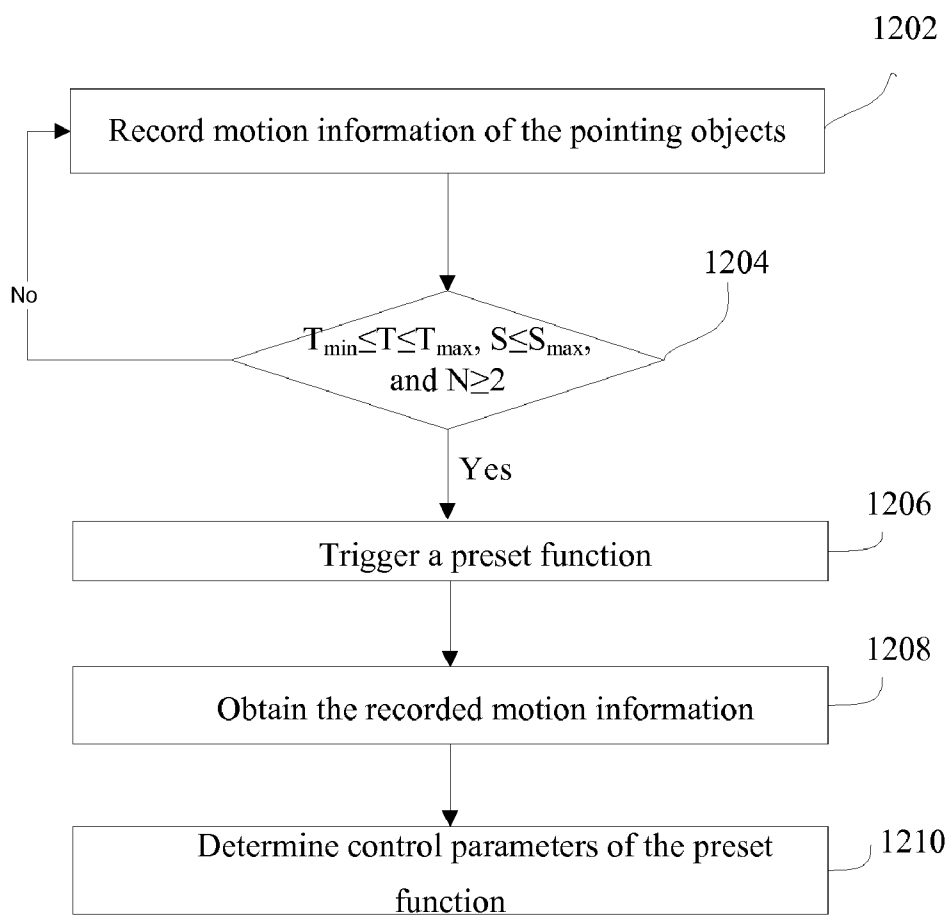 1202
Record motion information of the pointing objects
1204
No
Tmin≤T≤Tmax, S≤Smax,
and N≥2
Yes
1206
Trigger a preset function
1208
Obtain the recorded motion information
1210
Determine control parameters of the preset
function